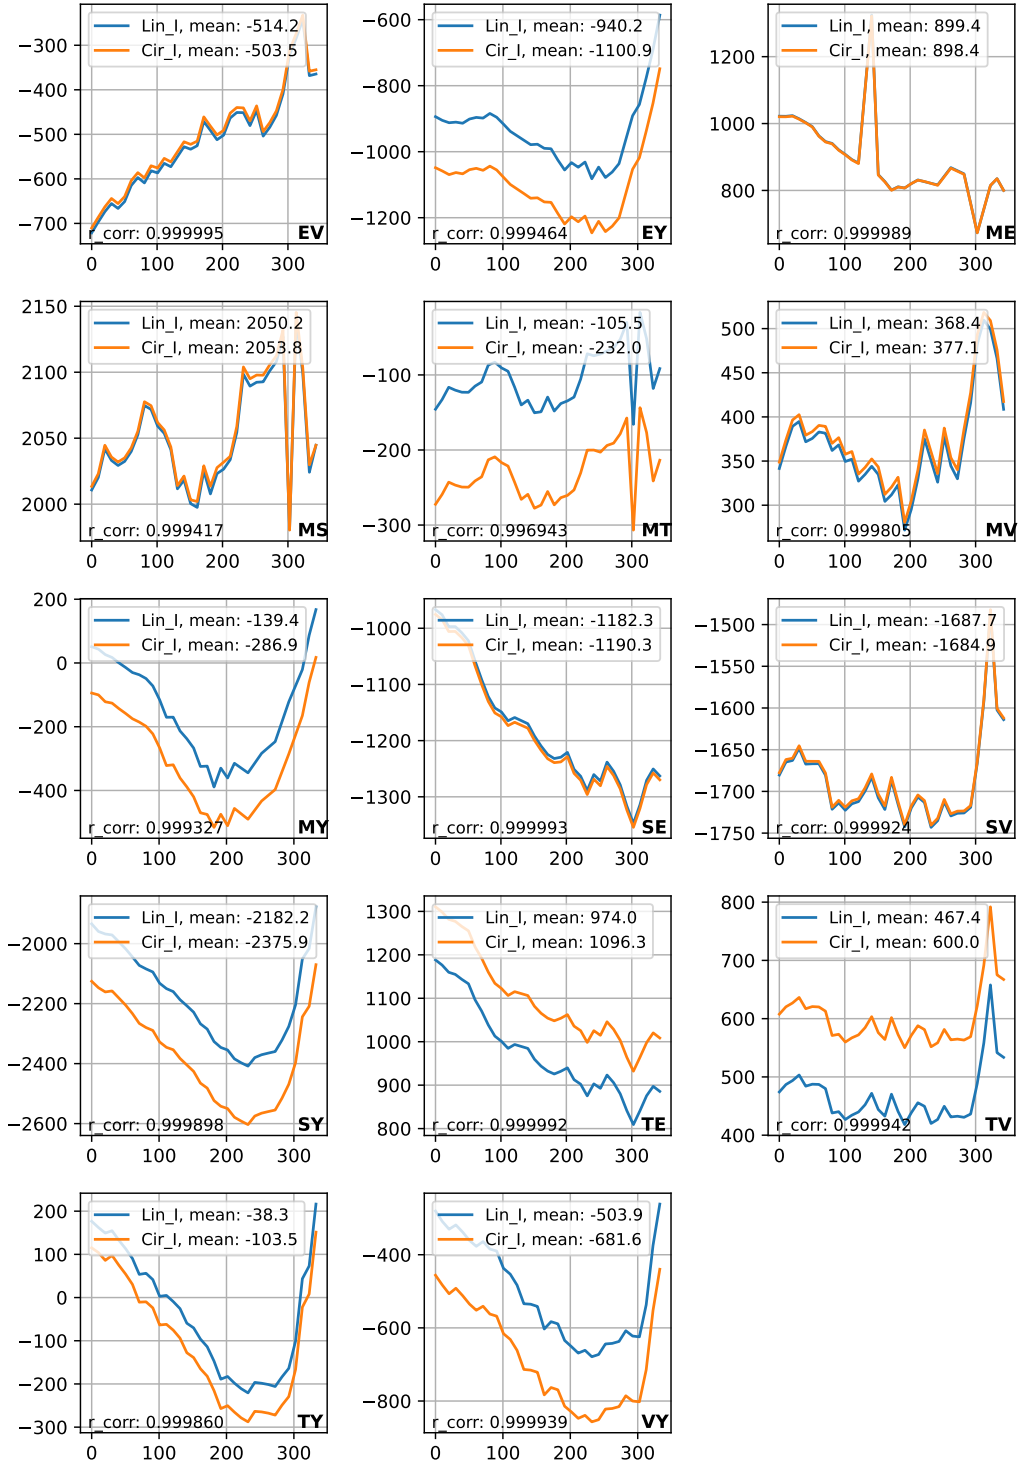 Lin_I, mean: -514.2
Cir_I, mean: -503.5
−300
−400
−500
−600
−700
r_corr: 0.999995
EV
0 100 200 300
Lin_I, mean: -940.2
Cir_I, mean: -1100.9
−600
−800
−1000
−1200
r_corr: 0.999464
EY
0 100 200 300
Lin_I, mean: 899.4
Cir_I, mean: 898.4
1200
1000
800
r_corr: 0.999989
ME
0 100 200 300
Lin_I, mean: 2050.2
Cir_I, mean: 2053.8
2150
2100
2050
2000
r_corr: 0.999417
MS
0 100 200 300
Lin_I, mean: -105.5
Cir_I, mean: -232.0
−100
−200
−300
r_corr: 0.996943
MT
0 100 200 300
Lin_I, mean: 368.4
Cir_I, mean: 377.1
500
450
400
350
300
r_corr: 0.999805
MV
0 100 200 300
Lin_I, mean: -139.4
Cir_I, mean: -286.9
200
0
−200
−400
r_corr: 0.999327
MY
0 100 200 300
Lin_I, mean: -1182.3
Cir_I, mean: -1190.3
−1000
−1100
−1200
−1300
r_corr: 0.999993
SE
0 100 200 300
Lin_I, mean: -1687.7
Cir_I, mean: -1684.9
−1500
−1550
−1600
−1650
−1700
−1750
r_corr: 0.999924
SV
0 100 200 300
Lin_I, mean: -2182.2
Cir_I, mean: -2375.9
−2000
−2200
−2400
−2600
r_corr: 0.999898
SY
0 100 200 300
Lin_I, mean: 974.0
Cir_I, mean: 1096.3
1300
1200
1100
1000
900
800
r_corr: 0.999992
TE
0 100 200 300
Lin_I, mean: 467.4
Cir_I, mean: 600.0
800
700
600
500
400
r_corr: 0.999942
TV
0 100 200 300
Lin_I, mean: -38.3
Cir_I, mean: -103.5
200
100
0
−100
−200
−300
r_corr: 0.999860
TY
0 100 200 300
Lin_I, mean: -503.9
Cir_I, mean: -681.6
−400
−600
−800
r_corr: 0.999939
VY
0 100 200 300